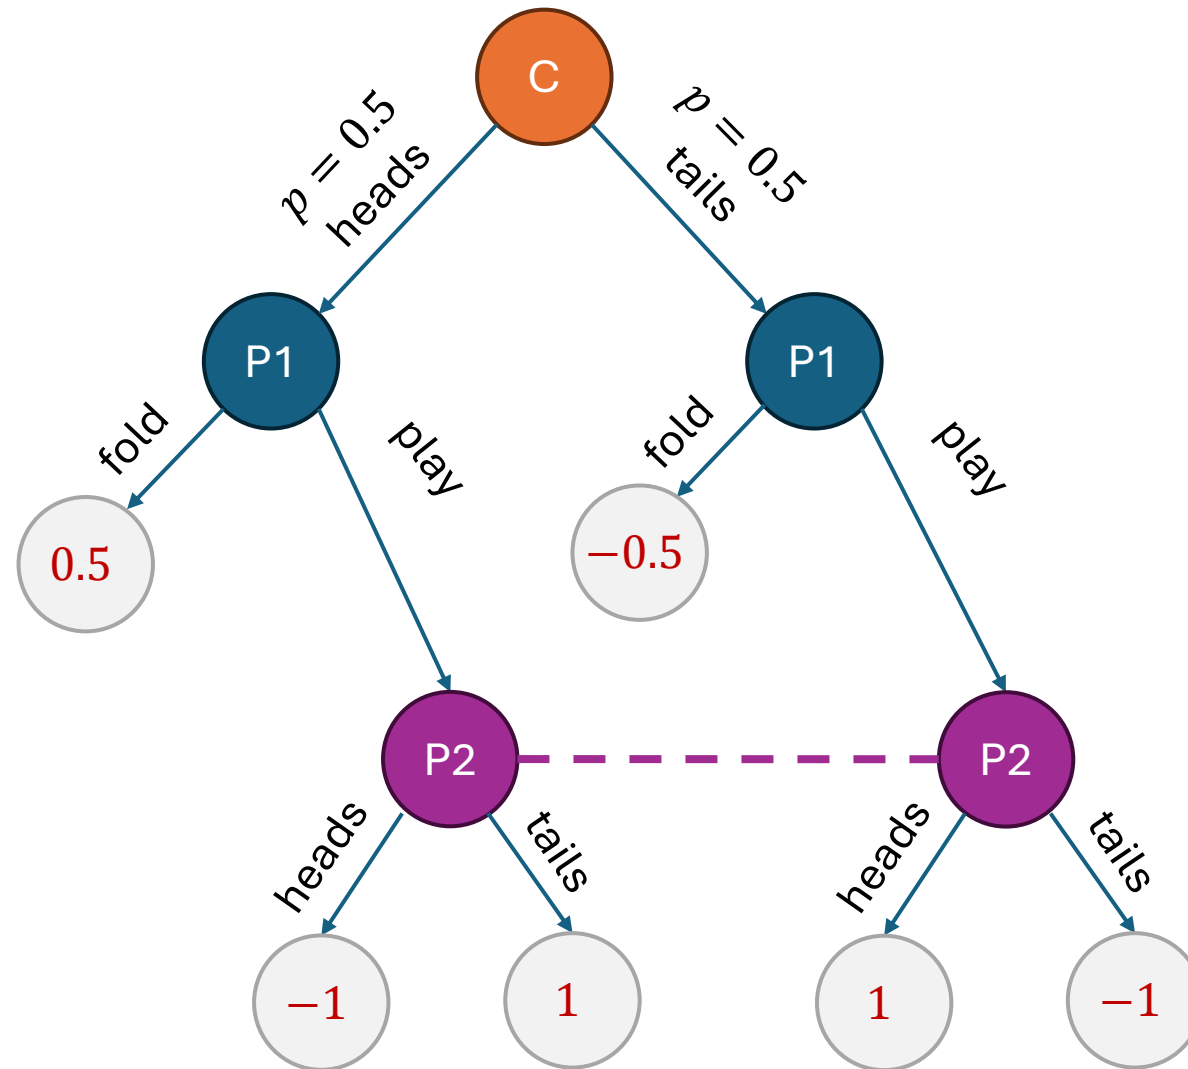 C
p = 0.5
heads
p = 0.5
tails
P1
P1
fold
play
fold
play
0.5
−0.5
P2
P2
heads
tails
heads
tails
−1
1
1
−1